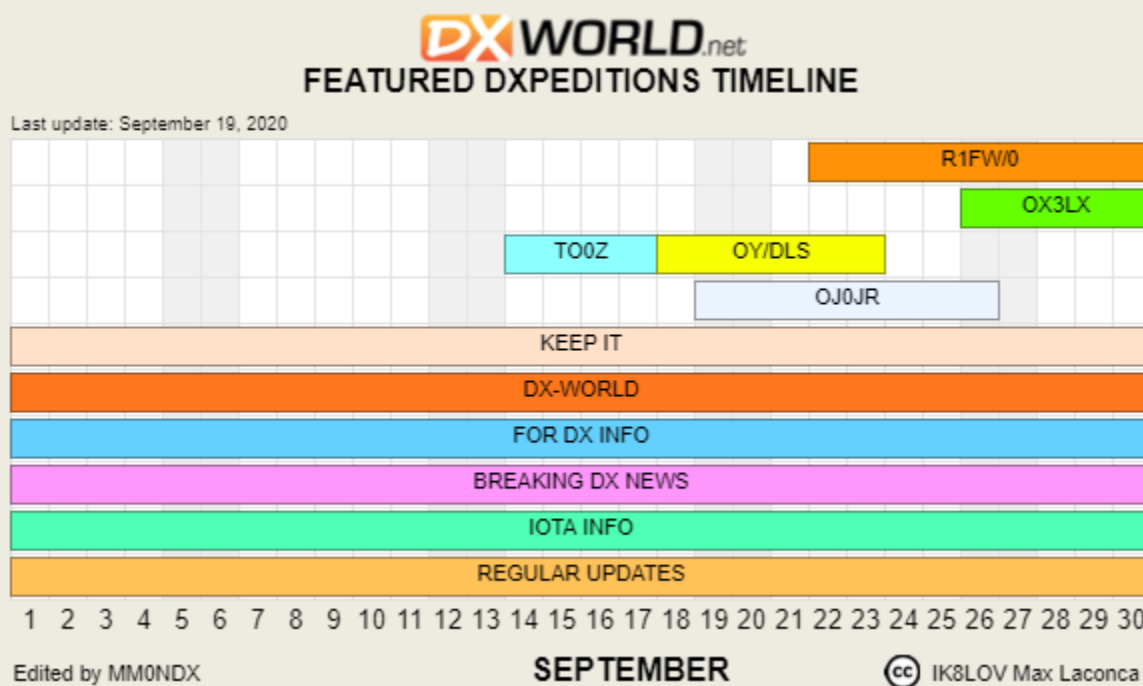 DX WORLD.net
FEATURED DXPEDITIONS TIMELINE
Last update: September 19, 2020
R1FW/0
OX3LX
TO0Z OY/DLS
OJ0JR
KEEP IT
DX-WORLD
FOR DX INFO
BREAKING DX NEWS
IOTA INFO
REGULAR UPDATES
1 2 3 4 5 6 7 8 9 10 11 12 13 14 15 16 17 18 19 20 21 22 23 24 25 26 27 28 29 30
Edited by MM0NDX SEPTEMBER cc IK8LOV Max Laconca